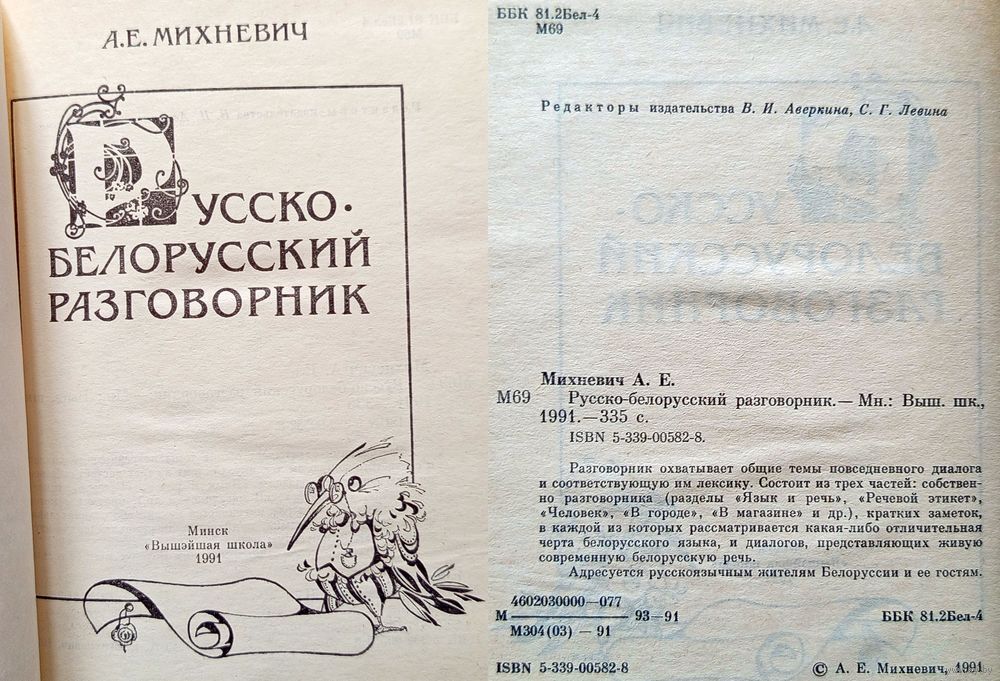 А.Е. МИХНЕВИЧ
РУССКО-
БЕЛОРУССКИЙ
РАЗГОВОРНИК
Минск
«Вышэйшая школа»
1991
ББК 81.2Бел-4
М69
Редакторы издательства В. И. Аверкина, С. Г. Левина
Михневич А. Е.
М69 Русско-белорусский разговорник.— Мн.: Выш. шк.,
1991.—335 с.
ISBN 5-339-00582-8.
Разговорник охватывает общие темы повседневного диалога
и соответствующую им лексику. Состоит из трех частей: собствен-
но разговорника (разделы «Язык и речь», «Речевой этикет»,
«Человек», «В городе», «В магазине» и др.), кратких заметок,
в каждой из которых рассматривается какая-либо отличительная
черта белорусского языка, и диалогов, представляющих живую
современную белорусскую речь.
Адресуется русскоязычным жителям Белоруссии и ее гостям.
4602030000—077
М 93—91
М304(03) — 91
ББК 81.2Бел-4
ISBN 5-339-00582-8
© А. Е. Михневич, 1991